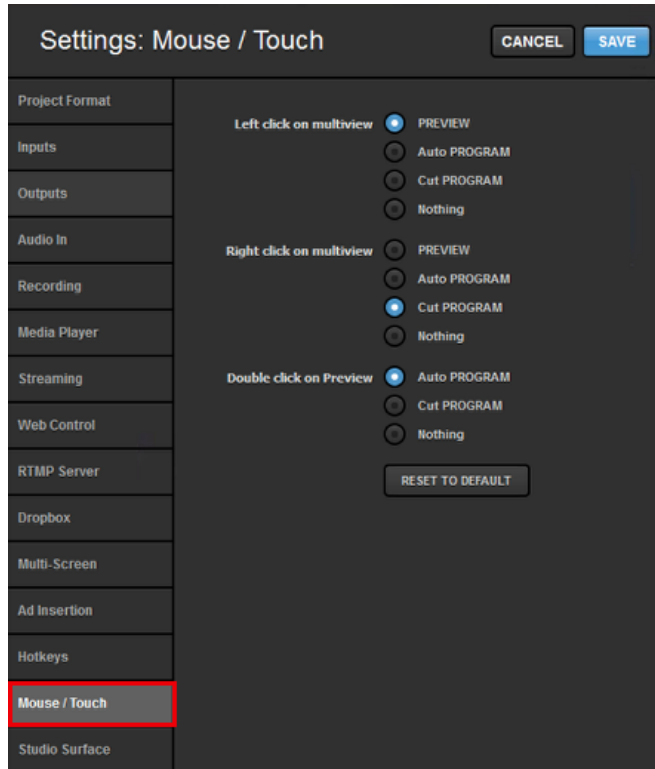 Settings: Mouse / Touch
CANCEL
SAVE
Project Format
Inputs
Outputs
Audio In
Recording
Media Player
Streaming
Web Control
RTMP Server
Dropbox
Multi-Screen
Ad Insertion
Hotkeys
Mouse / Touch
Studio Surface
Left click on multiview
PREVIEW
Auto PROGRAM
Cut PROGRAM
Nothing
Right click on multiview
PREVIEW
Auto PROGRAM
Cut PROGRAM
Nothing
Double click on Preview
Auto PROGRAM
Cut PROGRAM
Nothing
RESET TO DEFAULT